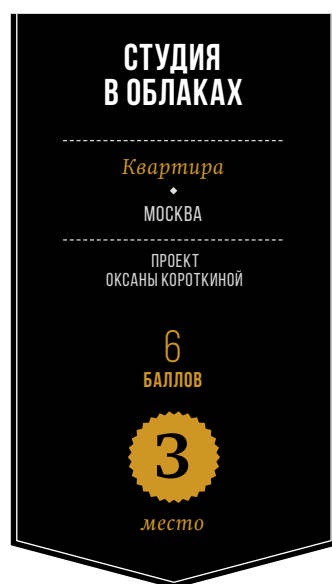 СТУДИЯ
В ОБЛАКАХ
Квартира
МОСКВА
ПРОЕКТ
ОКСАНЫ КОРОТКИНОЙ
6
БАЛЛОВ
3
место